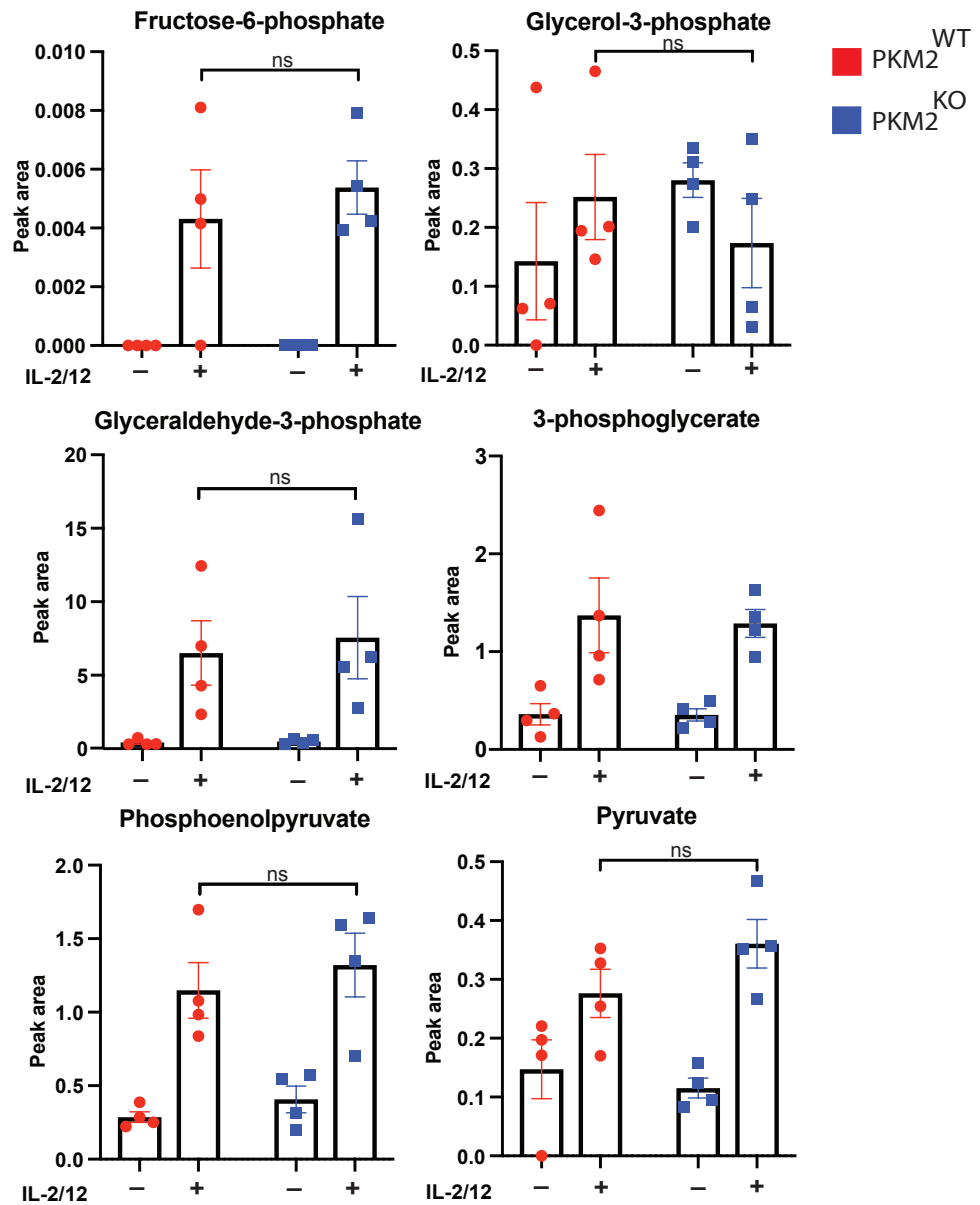 Fructose-6-phosphate
Peak area
0.010
0.008
0.006
0.004
0.002
0.000
ns
IL-2/12 – + – +
Glycerol-3-phosphate
Peak area
0.5
0.4
0.3
0.2
0.1
0.0
ns
– + – +
PKM2WT
PKM2KO
Glyceraldehyde-3-phosphate
Peak area
20
15
10
5
0
ns
IL-2/12 – + – +
3-phosphoglycerate
Peak area
3
2
1
0
IL-2/12 – + – +
Phosphoenolpyruvate
Peak area
2.0
1.5
1.0
0.5
0.0
ns
IL-2/12 – + – +
Pyruvate
Peak area
0.5
0.4
0.3
0.2
0.1
0.0
ns
IL-2/12 – + – +